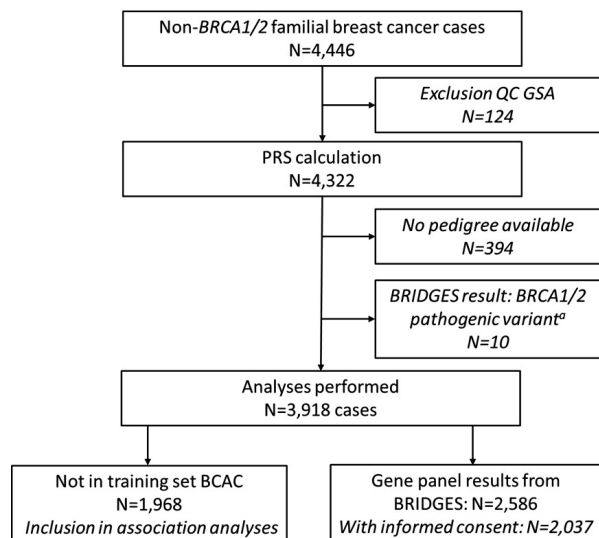 Non-BRCA1/2 familial breast cancer cases
N=4,446
Exclusion QC GSA
N=124
PRS calculation
N=4,322
No pedigree available
N=394
BRIDGES result: BRCA1/2
pathogenic variantᵃ
N=10
Analyses performed
N=3,918 cases
Not in training set BCAC
N=1,968
Inclusion in association analyses
Gene panel results from
BRIDGES: N=2,586
With informed consent: N=2,037